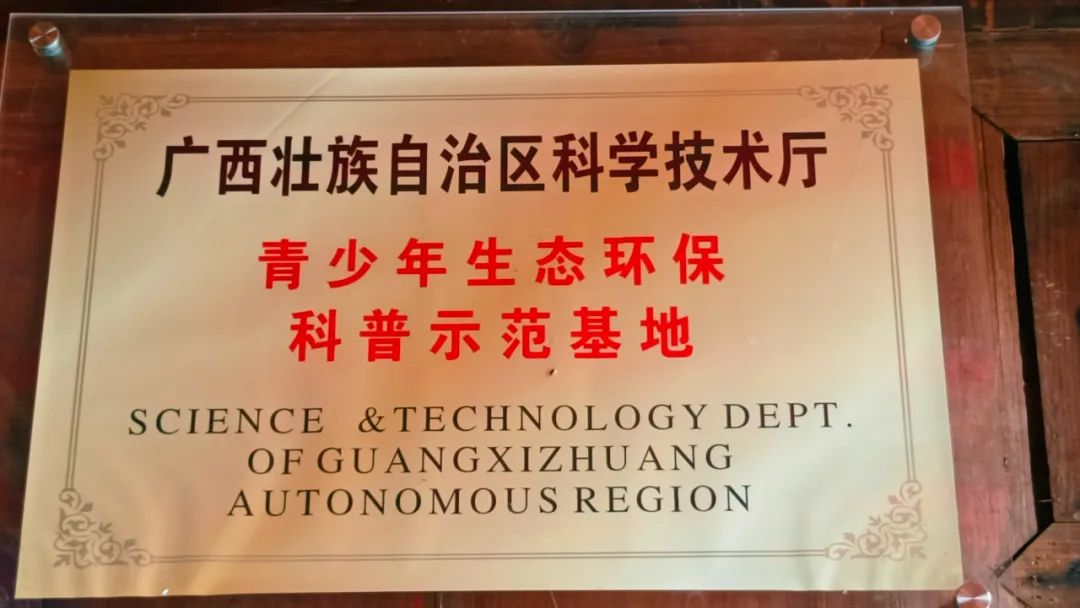 广西壮族自治区科学技术厅
青少年生态环保
科普示范基地
SCIENCE &TECHNOLOGY DEPT.
OF GUANGXIZHUANG
AUTONOMOUS REGION